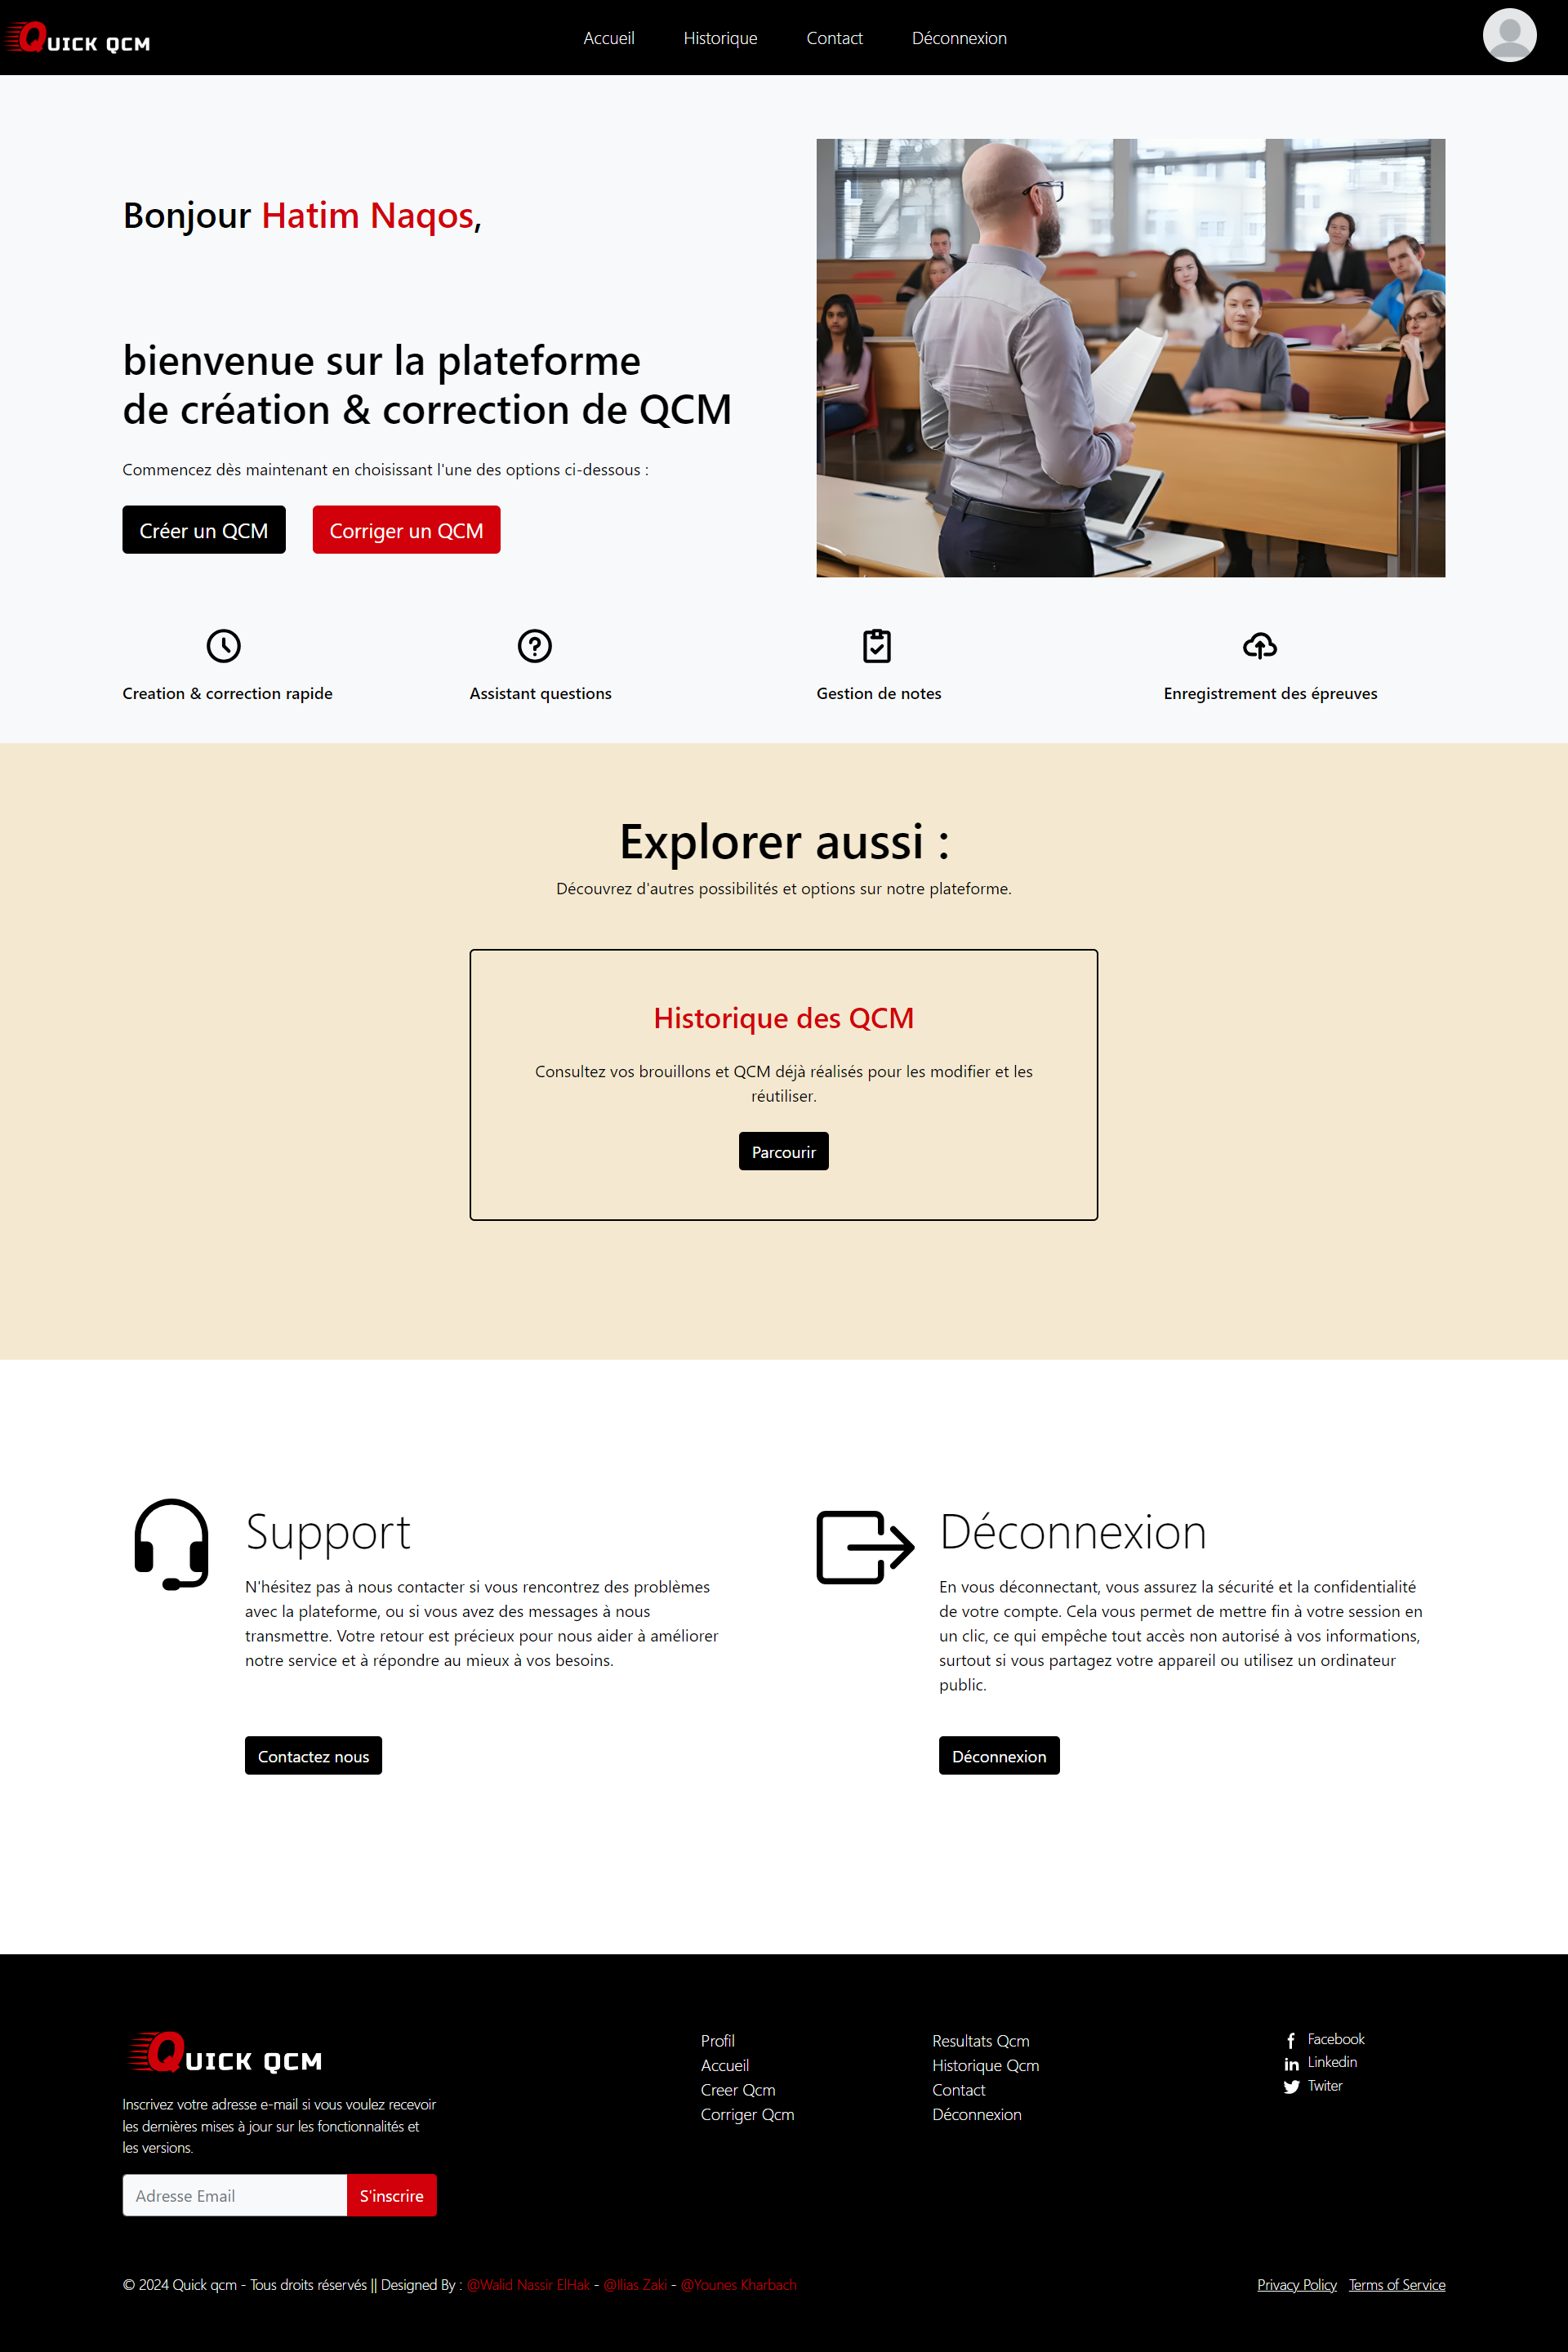 QUICK QCM
Accueil
Historique
Contact
Déconnexion
Bonjour Hatim Naqos,
bienvenue sur la plateforme
de création & correction de QCM
Commencez dès maintenant en choisissant l'une des options ci-dessous :
Créer un QCM
Corriger un QCM
Creation & correction rapide
Assistant questions
Gestion de notes
Enregistrement des épreuves
Explorer aussi :
Découvrez d'autres possibilités et options sur notre plateforme.
Historique des QCM
Consultez vos brouillons et QCM déjà réalisés pour les modifier et les
réutiliser.
Parcourir
Support
N'hésitez pas à nous contacter si vous rencontrez des problèmes
avec la plateforme, ou si vous avez des messages à nous
transmettre. Votre retour est précieux pour nous aider à améliorer
notre service et à répondre au mieux à vos besoins.
Contactez nous
Déconnexion
En vous déconnectant, vous assurez la sécurité et la confidentialité
de votre compte. Cela vous permet de mettre fin à votre session en
un clic, ce qui empêche tout accès non autorisé à vos informations,
surtout si vous partagez votre appareil ou utilisez un ordinateur
public.
Déconnexion
QUICK QCM
Inscrivez votre adresse e-mail si vous voulez recevoir
les dernières mises à jour sur les fonctionnalités et
les versions.
Adresse Email
S'inscrire
Profil
Accueil
Creer Qcm
Corriger Qcm
Resultats Qcm
Historique Qcm
Contact
Déconnexion
Facebook
Linkedin
Twiter
© 2024 Quick qcm - Tous droits réservés || Designed By : @Walid Nassir ElHak - @Ilias Zaki - @Younes Kharbach
Privacy Policy
Terms of Service